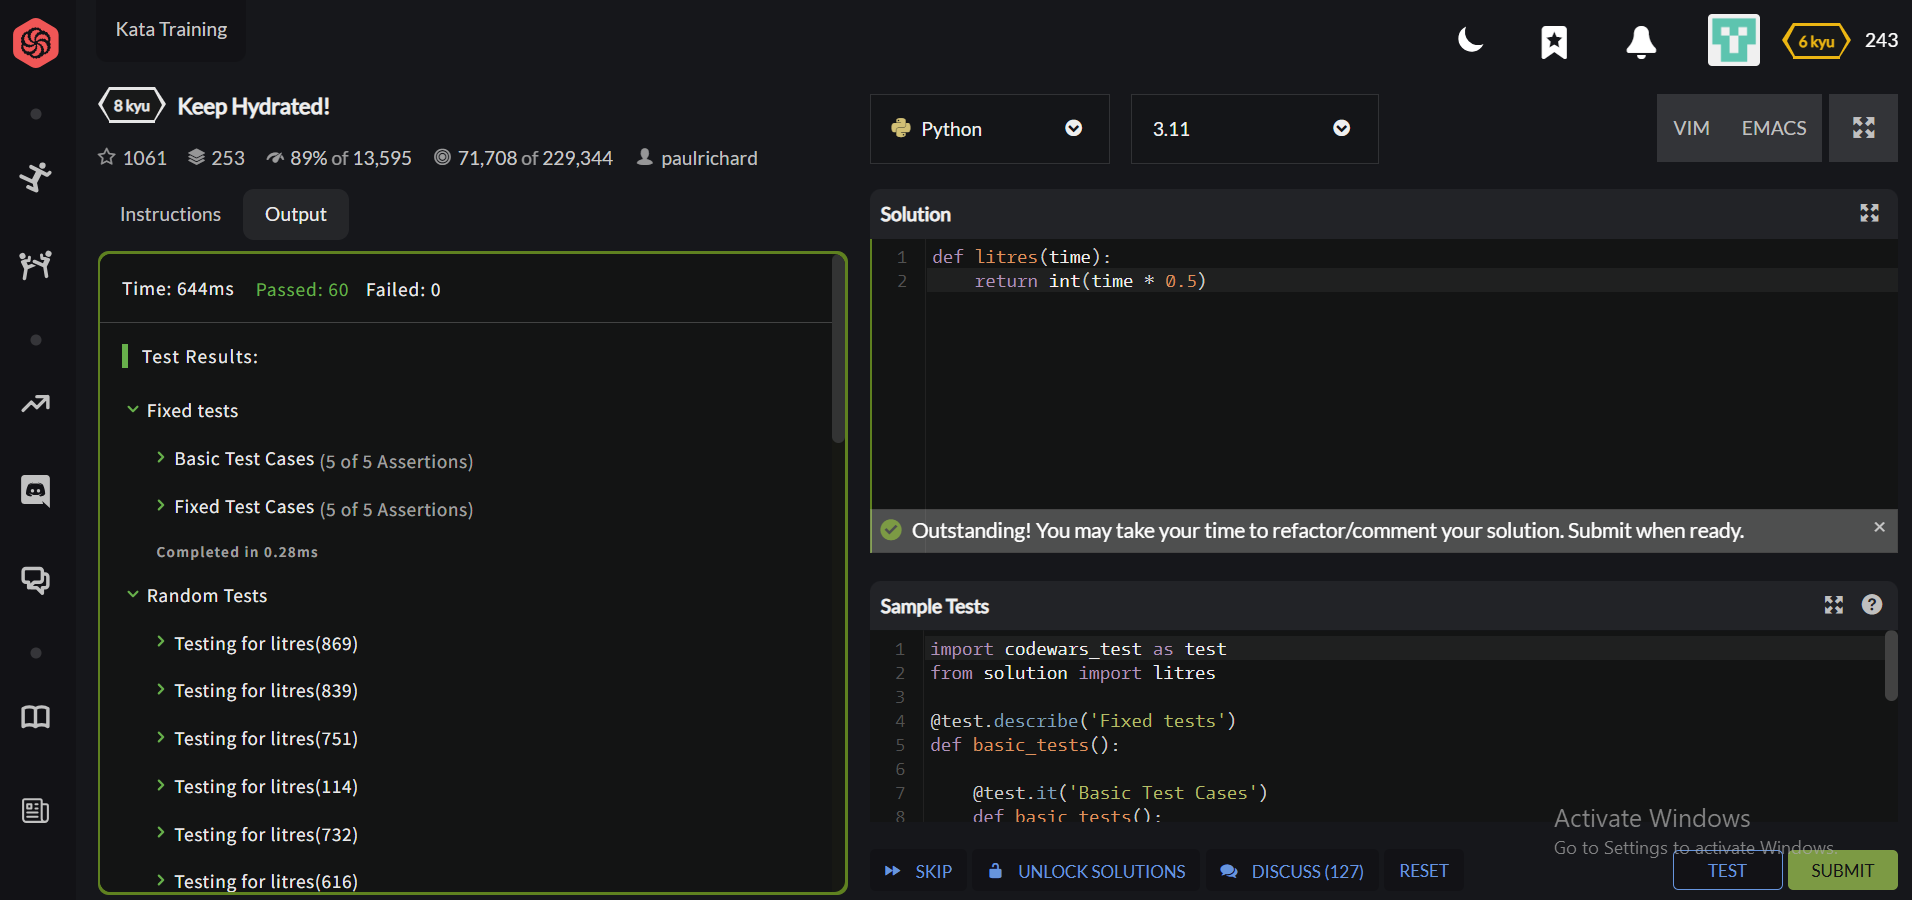 Kata Training
6 kyu 243
8 kyu Keep Hydrated!
1061 253 89% of 13,595 71,708 of 229,344 paulrichard
Python 3.11 VIM EMACS
Instructions Output
Time: 644ms Passed: 60 Failed: 0
Test Results:
Fixed tests
Basic Test Cases (5 of 5 Assertions)
Fixed Test Cases (5 of 5 Assertions)
Completed in 0.28ms
Random Tests
Testing for litres(869)
Testing for litres(839)
Testing for litres(751)
Testing for litres(114)
Testing for litres(732)
Testing for litres(616)
Solution
1 def litres(time):
2     return int(time * 0.5)
Outstanding! You may take your time to refactor/comment your solution. Submit when ready. ×
Sample Tests ?
1 import codewars_test as test
2 from solution import litres
3
4 @test.describe('Fixed tests')
5 def basic_tests():
6
7     @test.it('Basic Test Cases')
8     def basic_tests():
Activate Windows
Go to Settings to activate Windows.
SKIP UNLOCK SOLUTIONS DISCUSS (127) RESET TEST SUBMIT